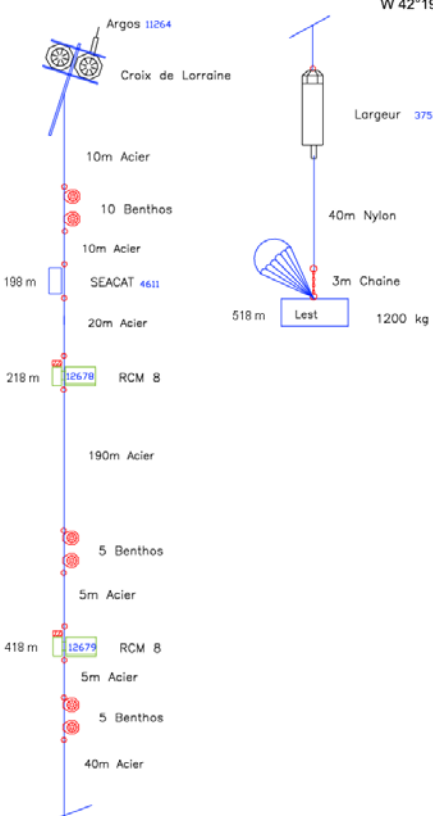 W 42°19
Argos 11264
Croix de Lorraine
10m Acier
10 Benthos
10m Acier
198 m
SEACAT 4611
20m Acier
218 m
12678
RCM 8
190m Acier
5 Benthos
5m Acier
418 m
12679
RCM 8
5m Acier
5 Benthos
40m Acier
Largeur 375
40m Nylon
3m Chaine
518 m
Lest
1200 kg